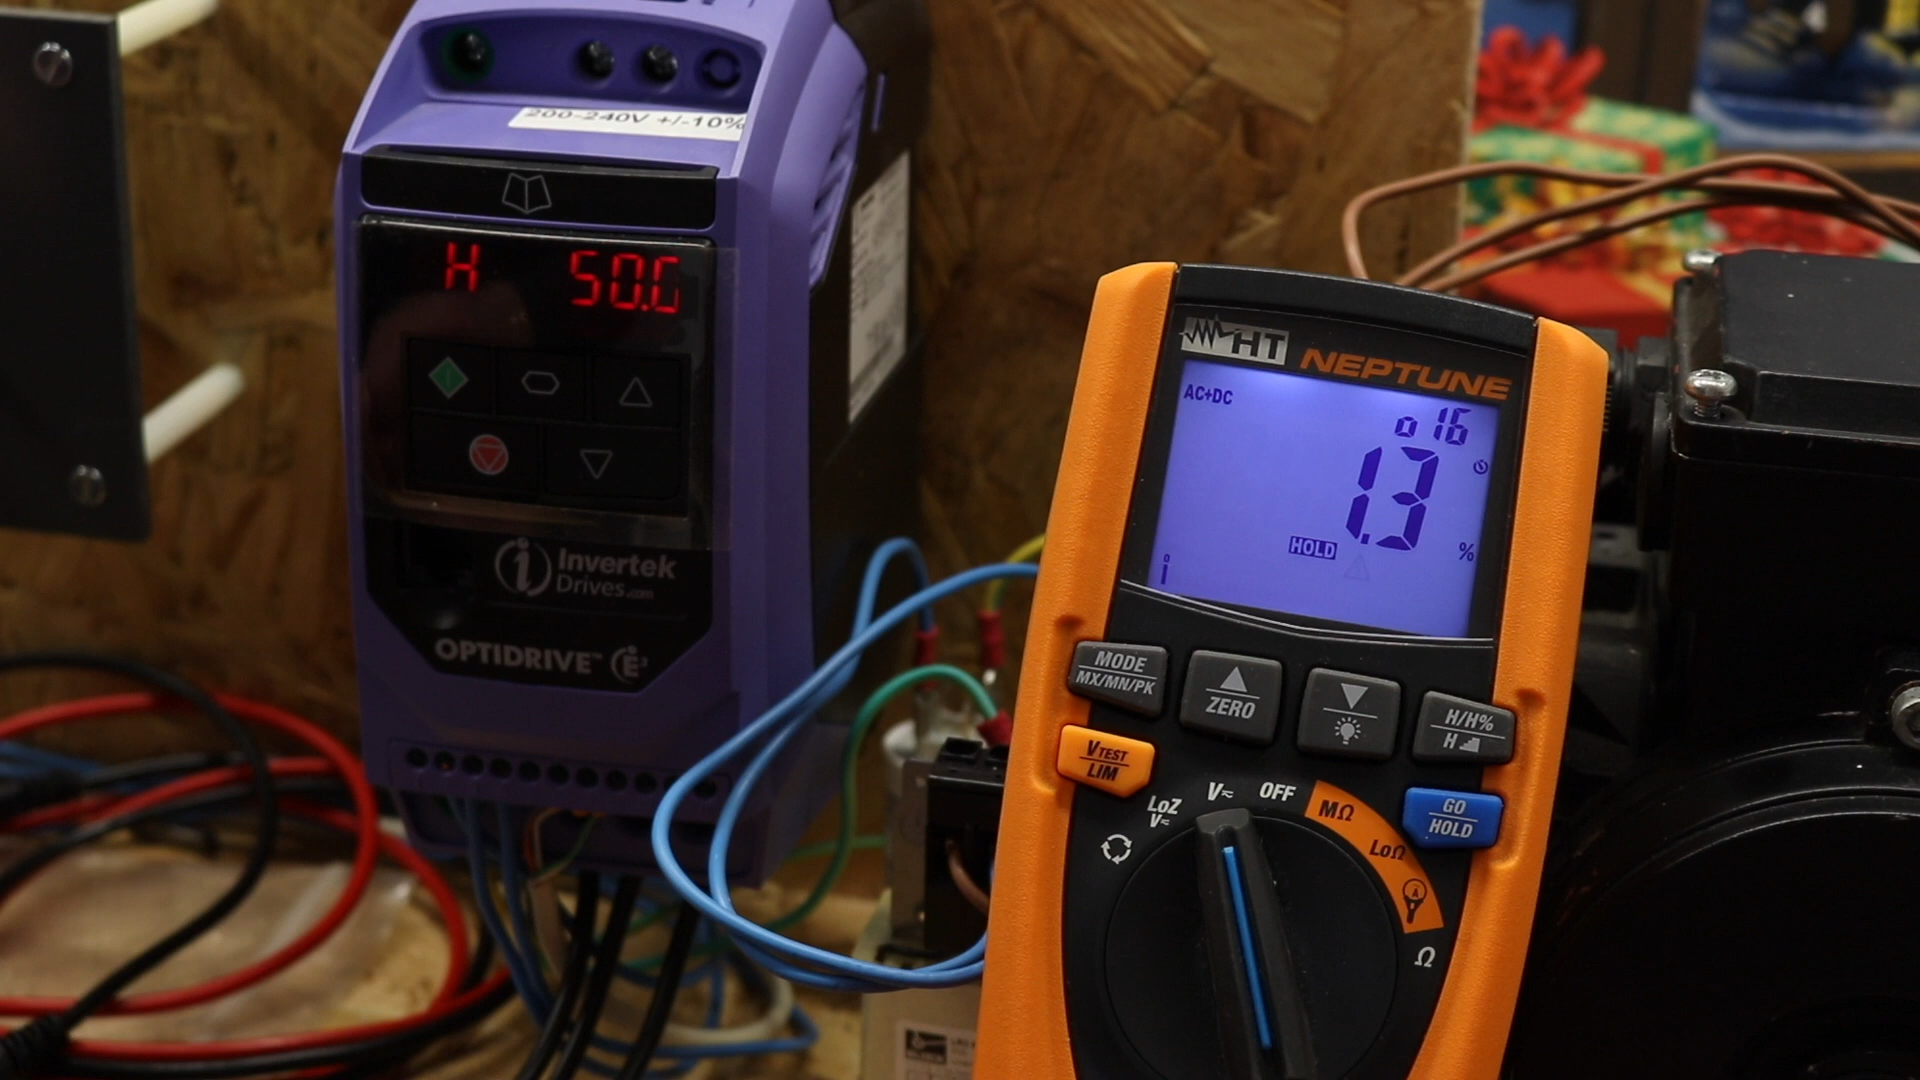 200-240V +/-10%
H 50.0
Invertek
Drives.com
OPTIDRIVE™ E³
HT NEPTUNE
AC+DC
o 16
1.3
HOLD
%
MODE
MX/MN/PK
ZERO
H/H%
H
VTEST
LIM
GO
HOLD
LoZ
V
V
OFF
MΩ
LoΩ
A
Ω